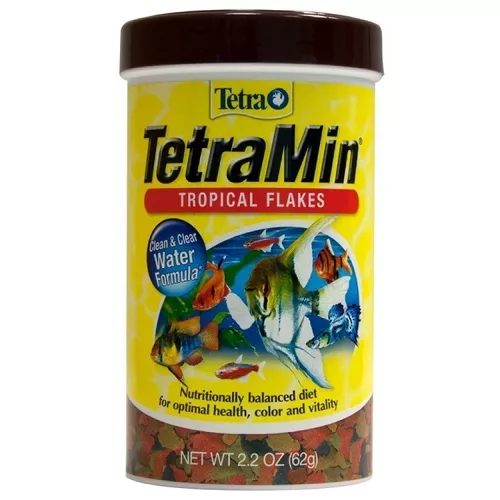 Tetra
TetraMin®
TROPICAL FLAKES
Clean & Clear
Water
Formula*
Nutritionally balanced diet
for optimal health, color and vitality
NET WT 2.2 OZ (62g)